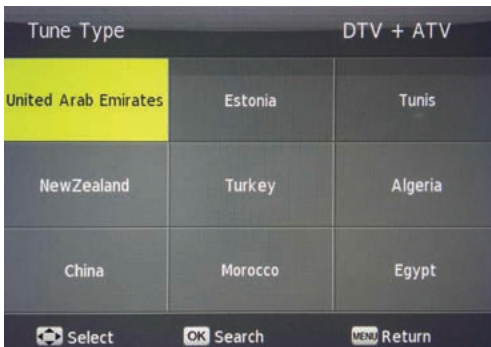 Tune Type DTV + ATV
United Arab Emirates Estonia Tunis
NewZealand Turkey Algeria
China Morocco Egypt
Select OK Search MENU Return